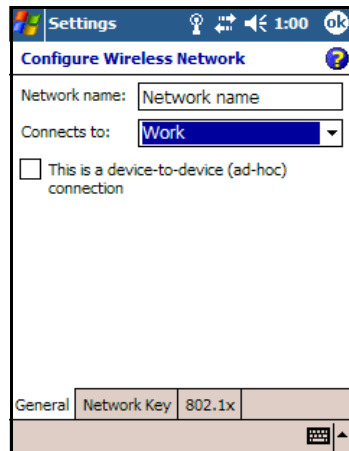 Settings 1:00 ok
Configure Wireless Network ?
Network name: Network name
Connects to: Work
This is a device-to-device (ad-hoc)
connection
General Network Key 802.1x